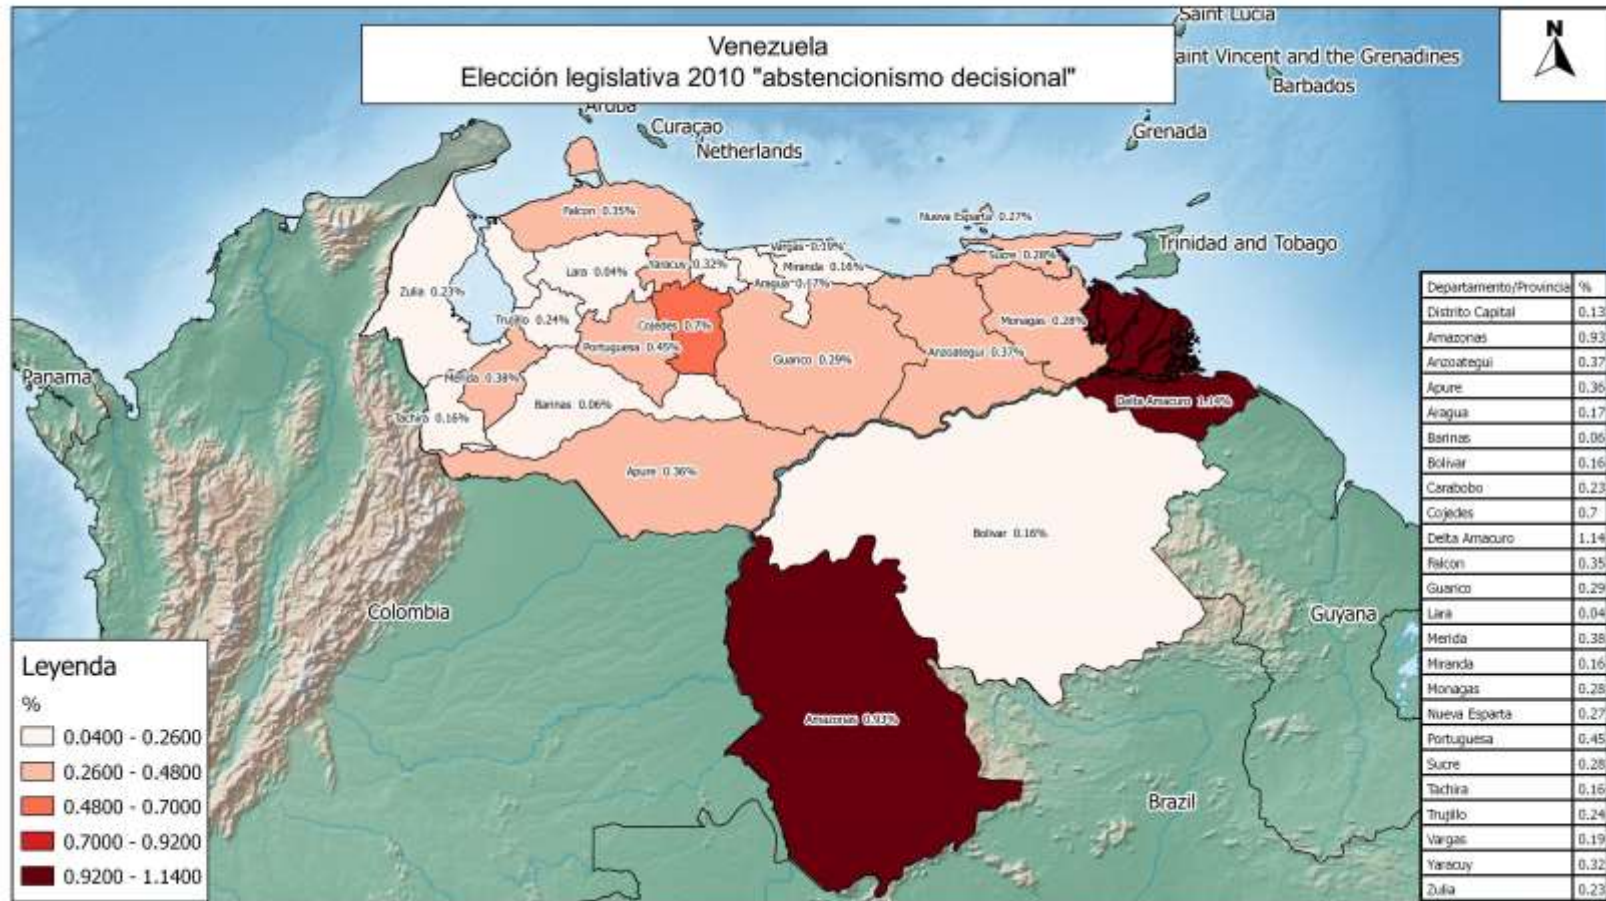 Venezuela
Elección legislativa 2010 "abstencionismo decisional"
N
Saint Lucia
aint Vincent and the Grenadines
Barbados
Aruba
Curaçao
Netherlands
Grenada
Trinidad and Tobago
Panama
Colombia
Guyana
Brazil
Falcon 0.35%
Nueva Esparta 0.27%
Vargas 0.19%
Sucre 0.28%
Lara 0.04%
Yaracuy 0.32%
Miranda 0.16%
Aragua 0.17%
Zulia 0.23%
Trujillo 0.24%
Cojedes 0.7%
Monagas 0.28%
Portuguesa 0.45%
Guarico 0.29%
Anzoategui 0.37%
Merida 0.38%
Barinas 0.06%
Delta Amacuro 1.14%
Tachira 0.16%
Apure 0.36%
Bolivar 0.16%
Amazonas 0.93%
Leyenda
%
0.0400 - 0.2600
0.2600 - 0.4800
0.4800 - 0.7000
0.7000 - 0.9200
0.9200 - 1.1400
Departamento/Provincia %
Distrito Capital 0.13
Amazonas 0.93
Anzoategui 0.37
Apure 0.36
Aragua 0.17
Barinas 0.06
Bolivar 0.16
Carabobo 0.23
Cojedes 0.7
Delta Amacuro 1.14
Falcon 0.35
Guarico 0.29
Lara 0.04
Merida 0.38
Miranda 0.16
Monagas 0.28
Nueva Esparta 0.27
Portuguesa 0.45
Sucre 0.28
Tachira 0.16
Trujillo 0.24
Vargas 0.19
Yaracuy 0.32
Zulia 0.23